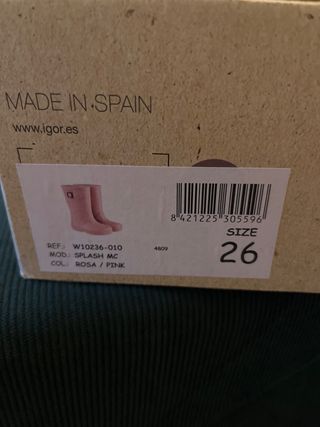 MADE IN SPAIN
www.igor.es
8 421225 305596
SIZE
26
REF.: W10236-010
4809
MOD.: SPLASH MC
COL.: ROSA / PINK